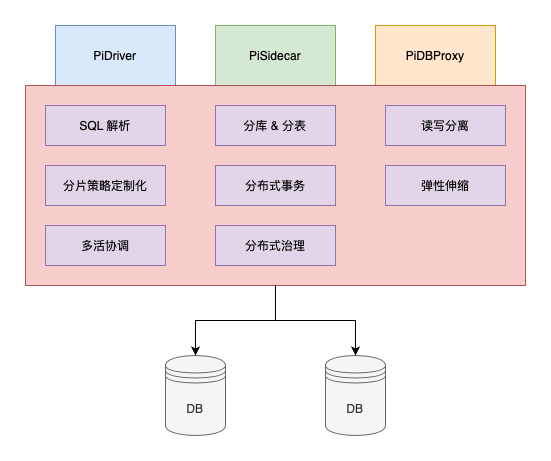 PiDriver
PiSidecar
PiDBProxy
SQL 解析
分库 & 分表
读写分离
分片策略定制化
分布式事务
弹性伸缩
多活协调
分布式治理
DB
DB